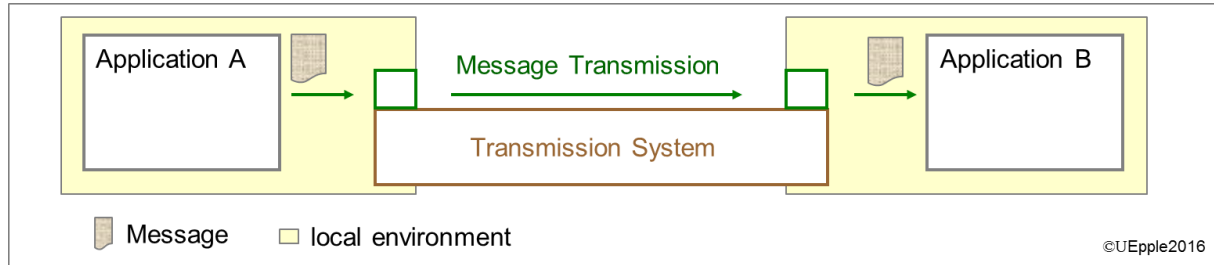 Application A
Message Transmission
Application B
Transmission System
Message
local environment
©UEpple2016